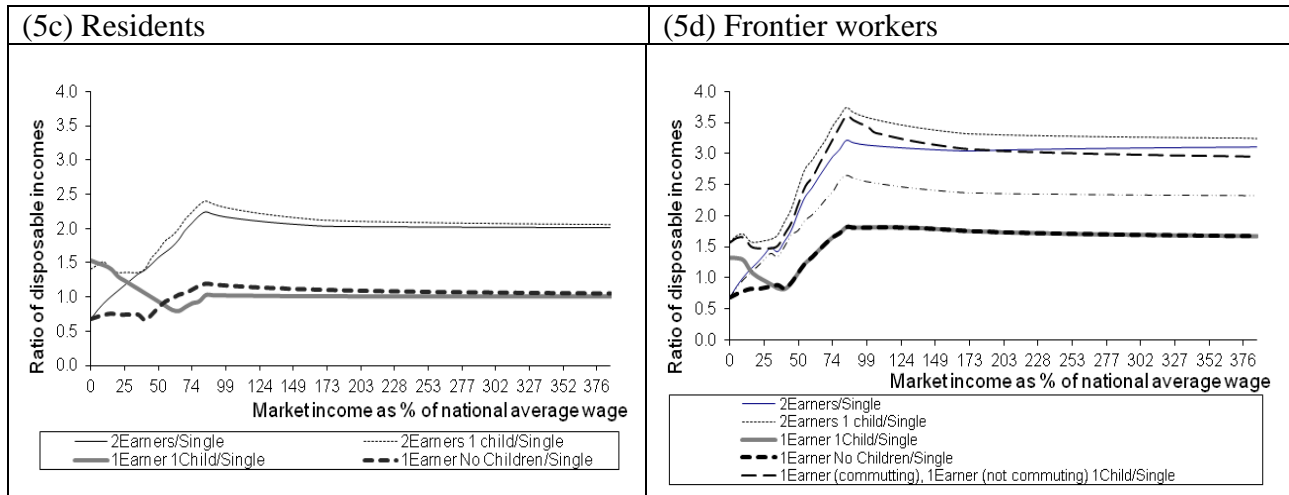 (5c) Residents
Ratio of disposable incomes
4.0
3.5
3.0
2.5
2.0
1.5
1.0
0.5
0.0
0 25 50 74 99 124 149 173 203 228 253 277 302 327 352 376
Market income as % of national average wage
2Earners/Single
2Earners 1 child/Single
1Earner 1Child/Single
1Earner No Children/Single
(5d) Frontier workers
Ratio of disposable incomes
4.0
3.5
3.0
2.5
2.0
1.5
1.0
0.5
0.0
0 25 50 74 99 124 149 173 203 228 253 277 302 327 352 376
Market income as % of national average wage
2Earners/Single
2Earners 1 child/Single
1Earner 1Child/Single
1Earner No Children/Single
1Earner (commutting), 1Earner (not commuting) 1Child/Single